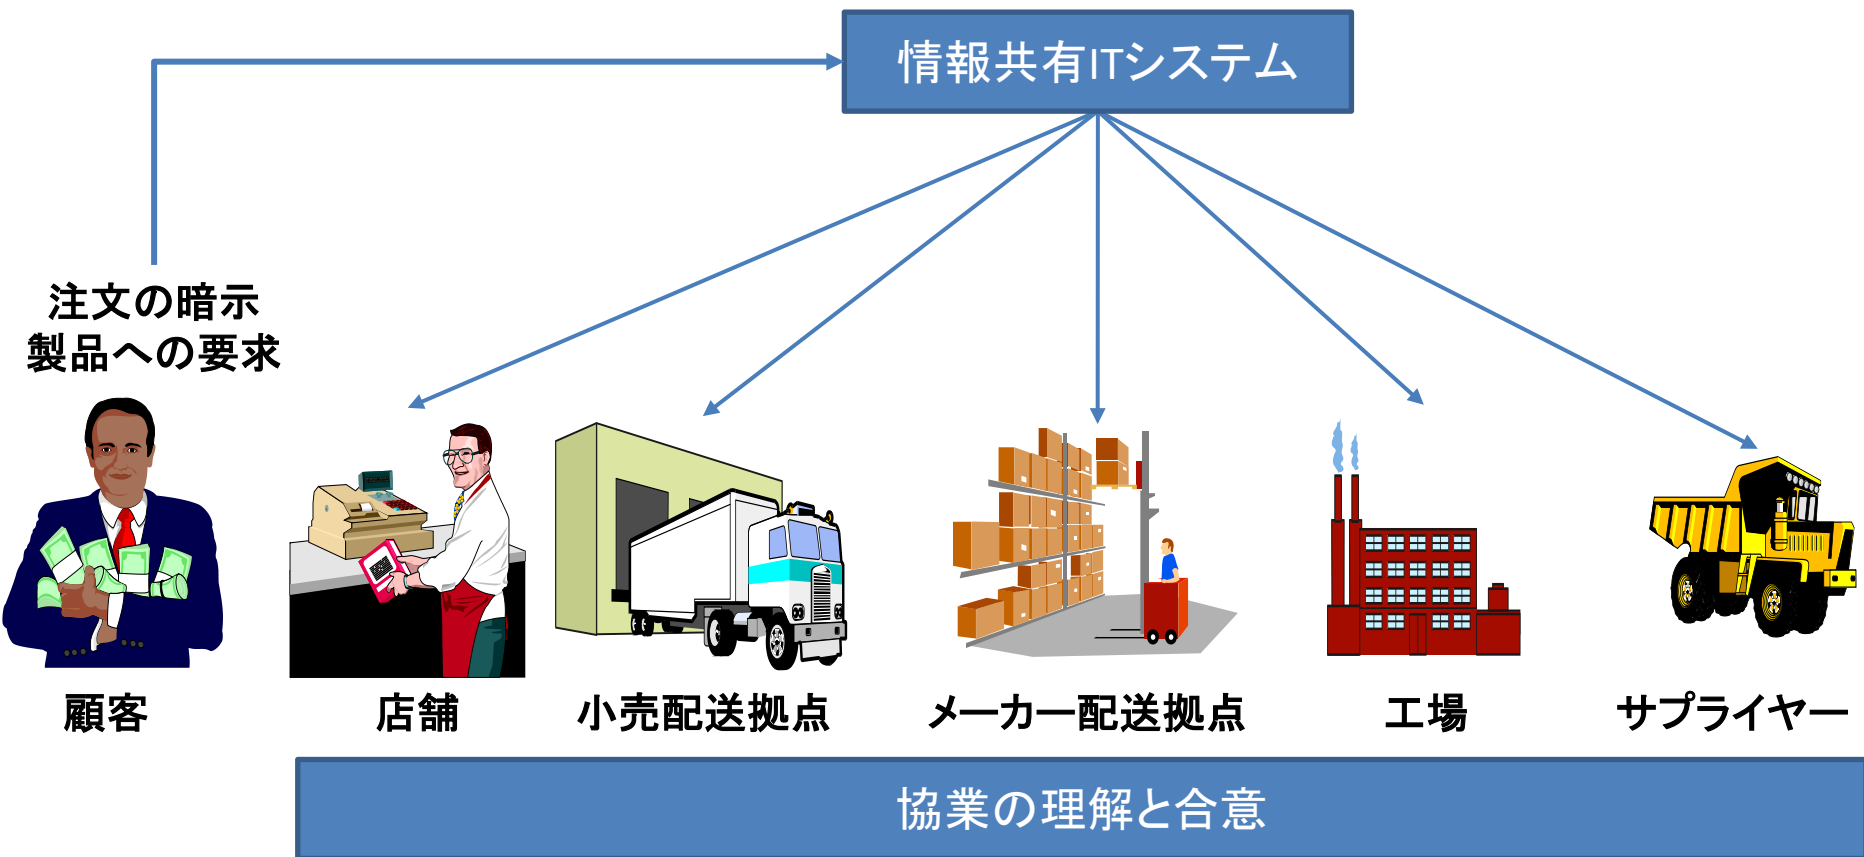 情報共有ITシステム
注文の暗示
製品への要求
顧客
店舗
小売配送拠点
メーカー配送拠点
工場
サプライヤー
協業の理解と合意